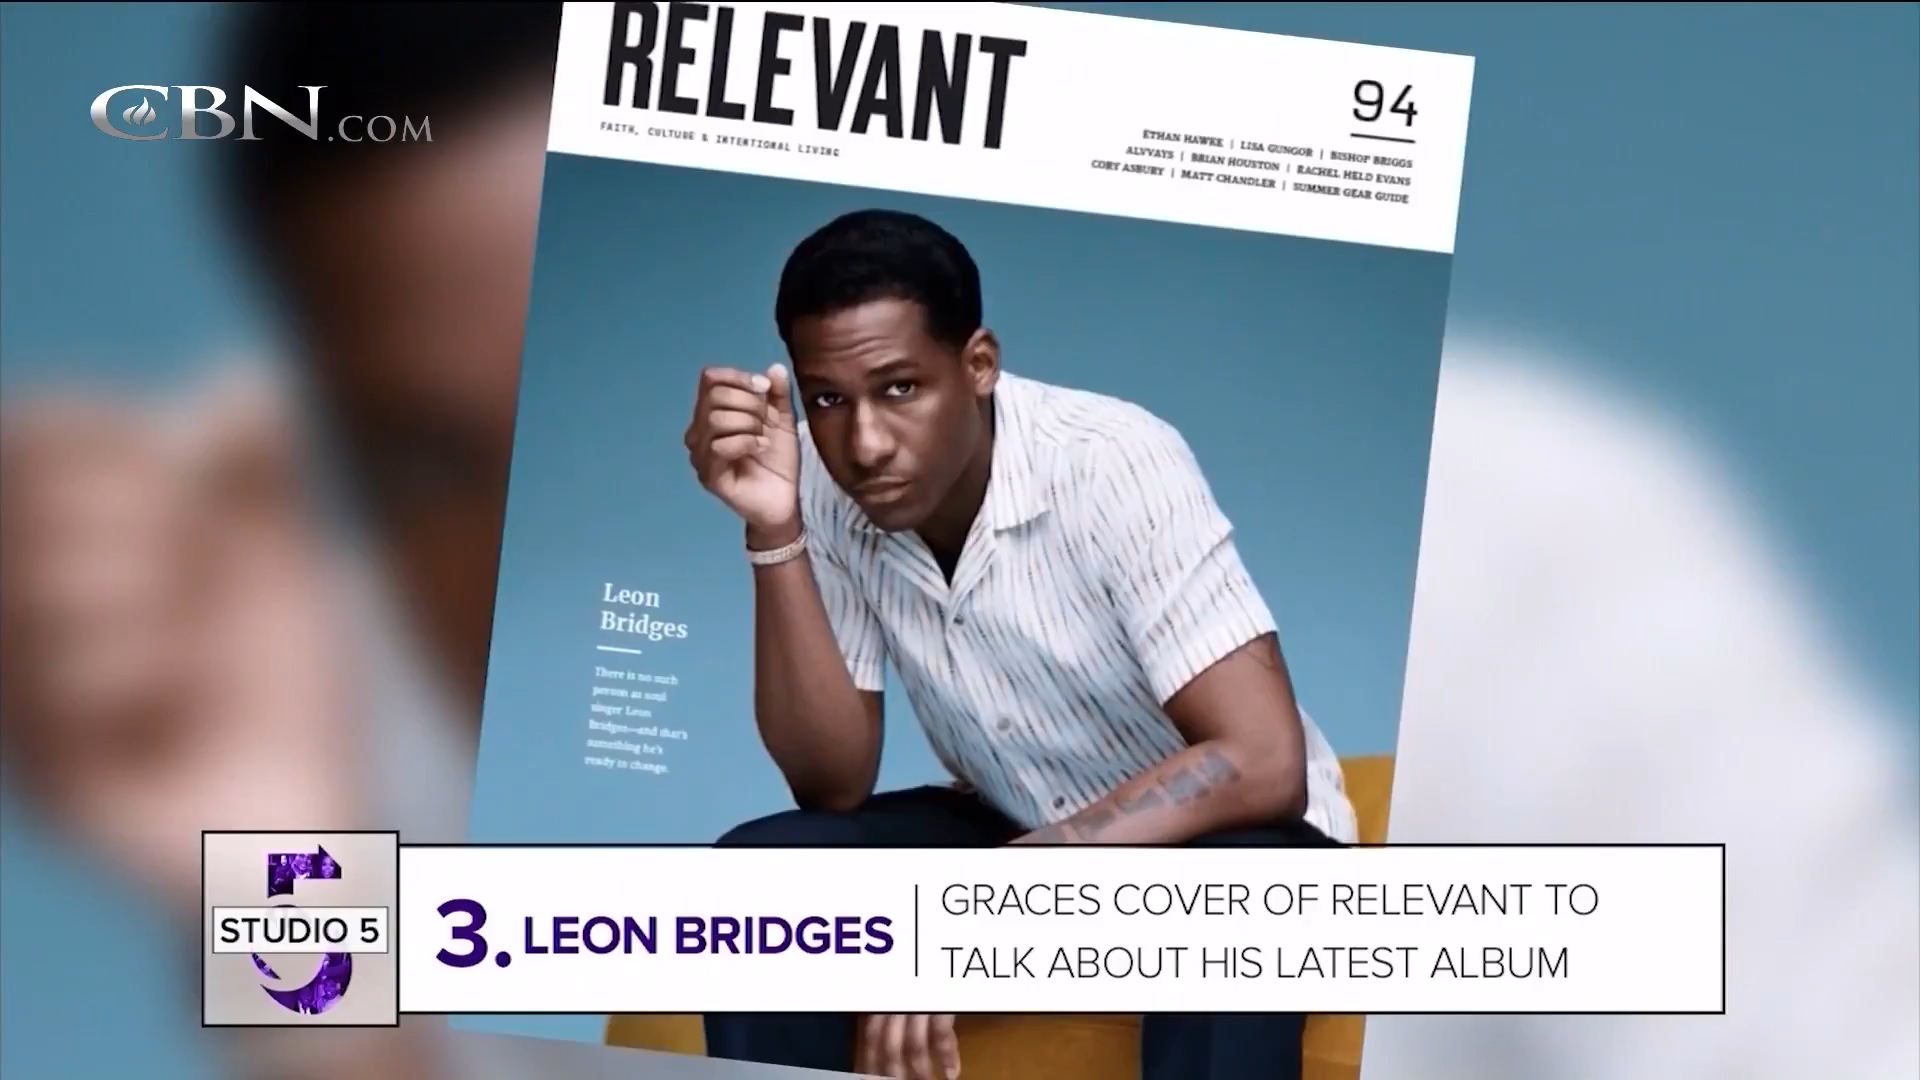 CBN.COM
RELEVANT
FAITH, CULTURE & INTENTIONAL LIVING
94
ETHAN HAWKE | LISA GUNGOR | BISHOP BRIGGS
ALVVAYS | BRIAN HOUSTON | RACHEL HELD EVANS
CORY ASBURY | MATT CHANDLER | SUMMER GEAR GUIDE
Leon
Bridges
There is no such
person as soul
singer Leon
Bridges—and that's
something he's
ready to change.
STUDIO 5
3. LEON BRIDGES
GRACES COVER OF RELEVANT TO
TALK ABOUT HIS LATEST ALBUM